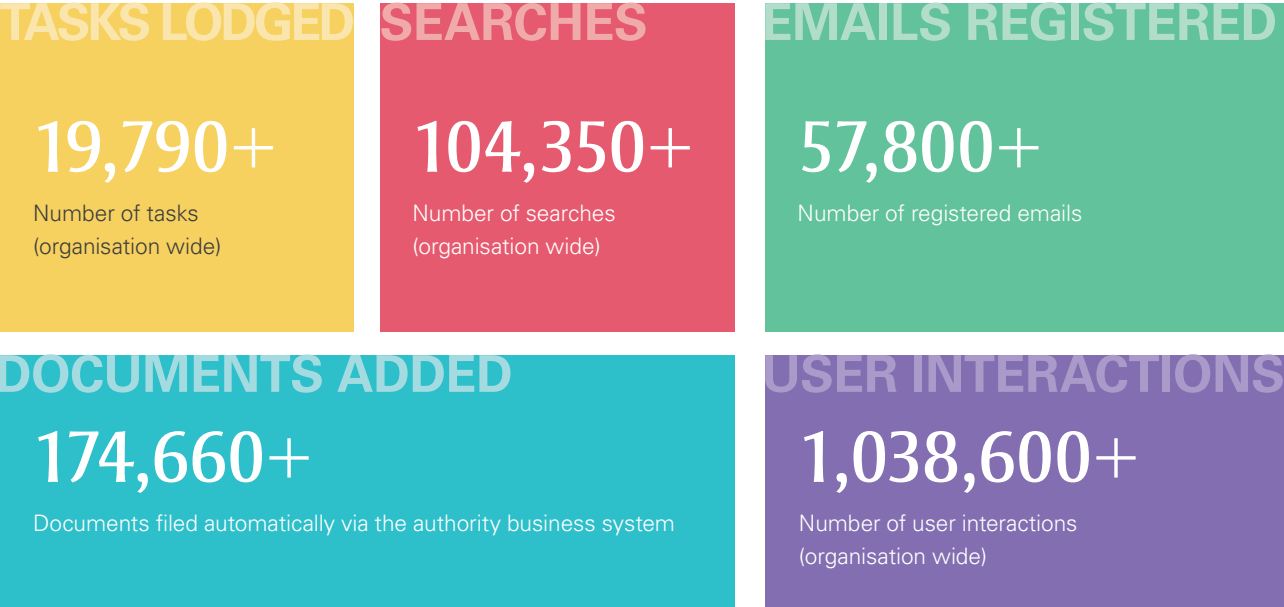 TASKS LODGED
19,790+
Number of tasks
(organisation wide)
SEARCHES
104,350+
Number of searches
(organisation wide)
EMAILS REGISTERED
57,800+
Number of registered emails
DOCUMENTS ADDED
174,660+
Documents filed automatically via the authority business system
USER INTERACTIONS
1,038,600+
Number of user interactions
(organisation wide)